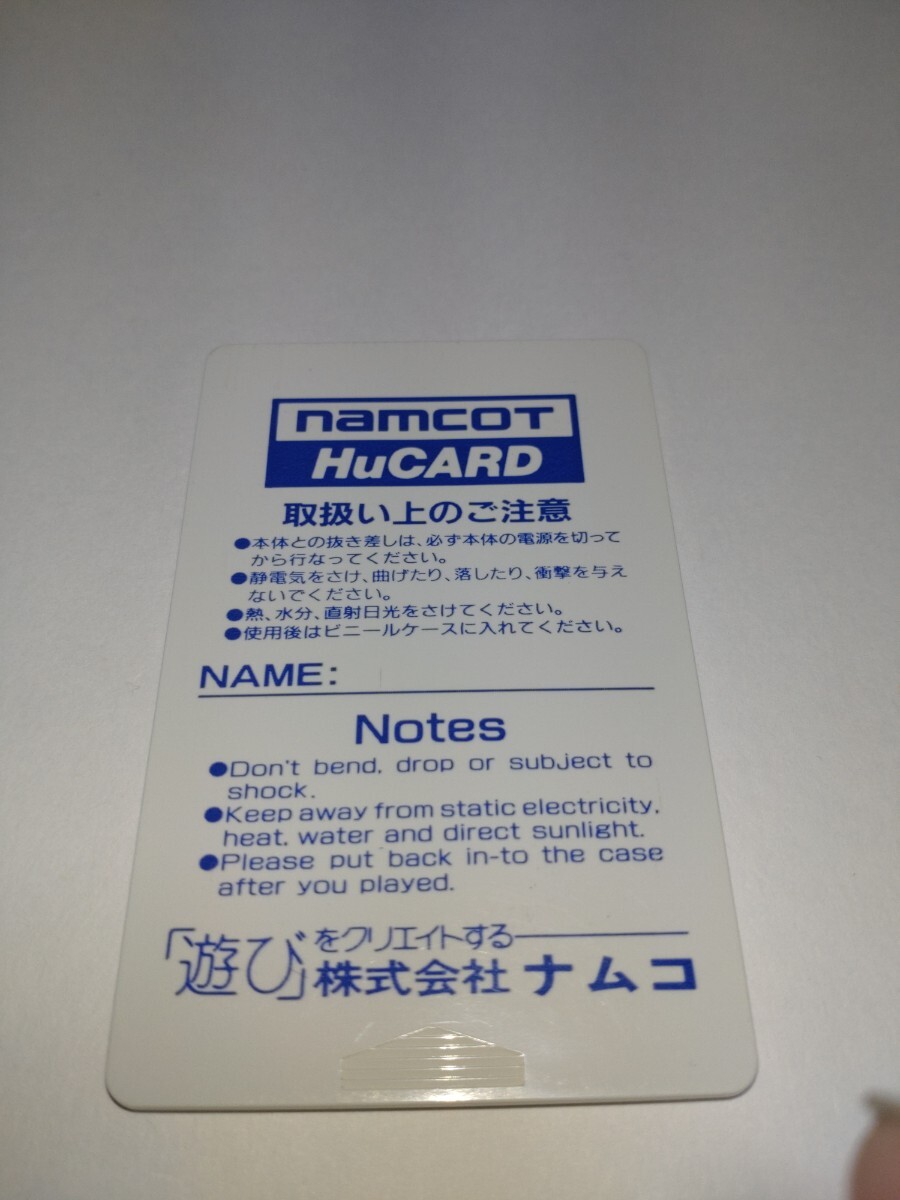 namcoT
HuCARD
取扱い上のご注意
●本体との抜き差しは、必ず本体の電源を切って
から行なってください。
●静電気をさけ、曲げたり、落したり、衝撃を与え
ないでください。
●熱、水分、直射日光をさけてください。
●使用後はビニールケースに入れてください。
NAME:
Notes
●Don't bend, drop or subject to
shock.
●Keep away from static electricity,
heat, water and direct sunlight.
●Please put back in-to the case
after you played.
「遊び」をクリエイトする
株式会社 ナムコ